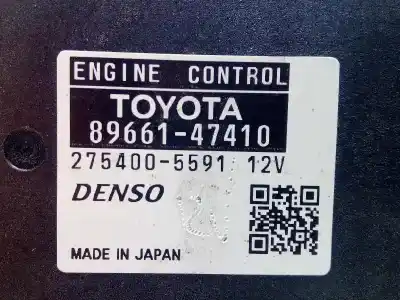 ENGINE CONTROL
TOYOTA
89661-47410
275400-5591 12V
DENSO
MADE IN JAPAN